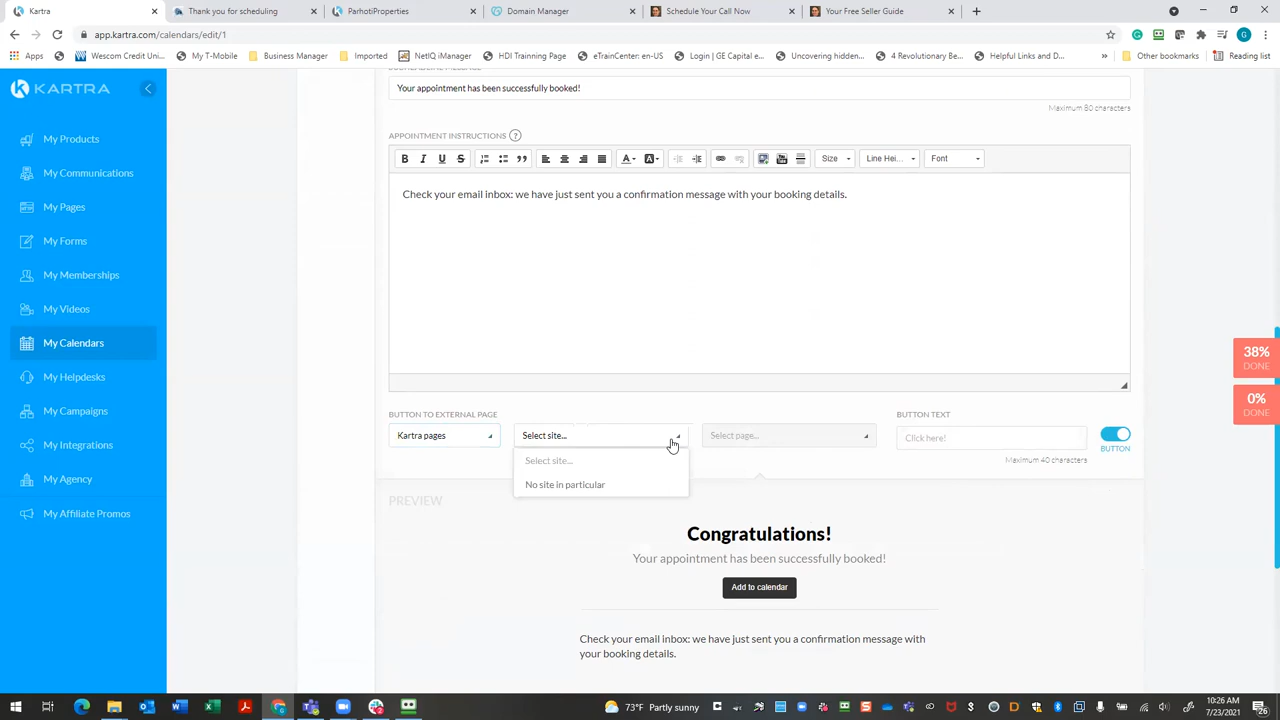 Kartra
Thank you for scheduling
ParhotiProperties
Domain Manager
Schedule Your Call Now
Your Free Seller Guide
app.kartra.com/calendars/edit/1
Apps
Wescom Credit Uni...
My T-Mobile
Business Manager
Imported
NetIQ iManager
HDI Training Page
eTrainCenter: en-US
Login | GE Capital e...
Uncovering hidden...
4 Revolutionary Be...
Helpful Links and D...
»
Other bookmarks
Reading list
KARTRA
My Products
My Communications
My Pages
My Forms
My Memberships
My Videos
My Calendars
My Helpdesks
My Campaigns
My Integrations
My Agency
My Affiliate Promos
Your appointment has been successfully booked!
Maximum 80 characters
APPOINTMENT INSTRUCTIONS ?
B I U S Size Line Hei... Font
Check your email inbox: we have just sent you a confirmation message with your booking details.
BUTTON TO EXTERNAL PAGE
BUTTON TEXT
Kartra pages
Select site...
Select page...
Click here!
BUTTON
Maximum 40 characters
Select site...
No site in particular
PREVIEW
Congratulations!
Your appointment has been successfully booked!
Add to calendar
Check your email inbox: we have just sent you a confirmation message with
your booking details.
38%
DONE
0%
DONE
73°F Partly sunny
10:26 AM
7/23/2021
26